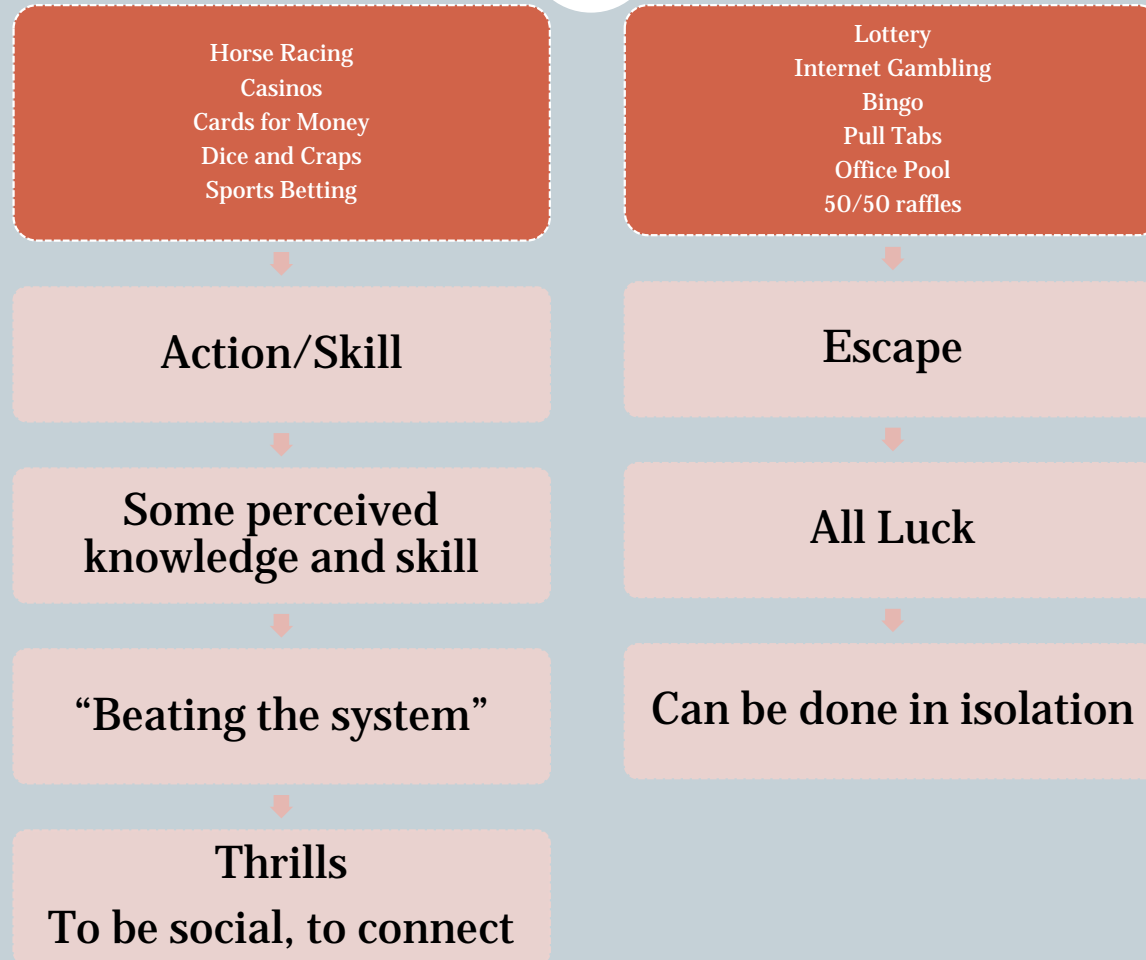 Horse Racing
Casinos
Cards for Money
Dice and Craps
Sports Betting
Action/Skill
Some perceived
knowledge and skill
“Beating the system”
Thrills
To be social, to connect
Lottery
Internet Gambling
Bingo
Pull Tabs
Office Pool
50/50 raffles
Escape
All Luck
Can be done in isolation